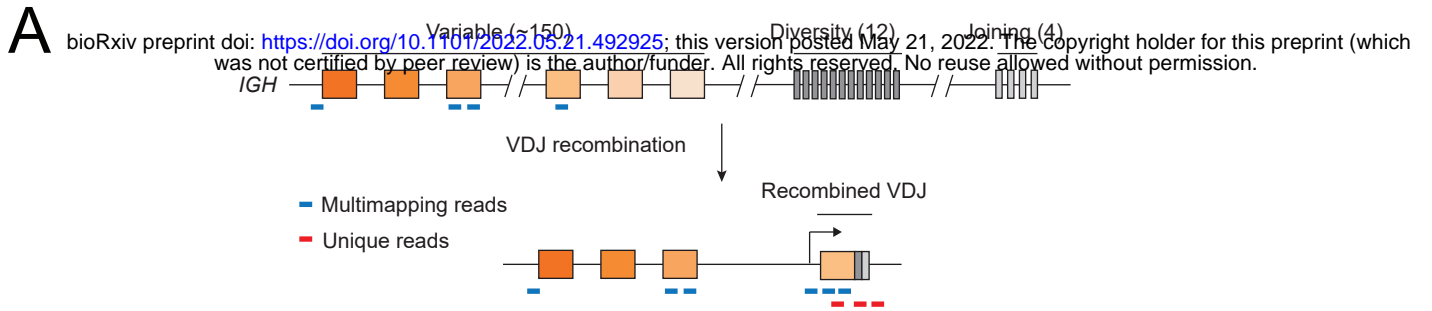 A
Variable (~150) Diversity (12) Joining (4)
bioRxiv preprint doi: https://doi.org/10.1101/2022.05.21.492925; this version posted May 21, 2022. The copyright holder for this preprint (which
was not certified by peer review) is the author/funder. All rights reserved. No reuse allowed without permission.
IGH
VDJ recombination
Recombined VDJ
Multimapping reads
Unique reads